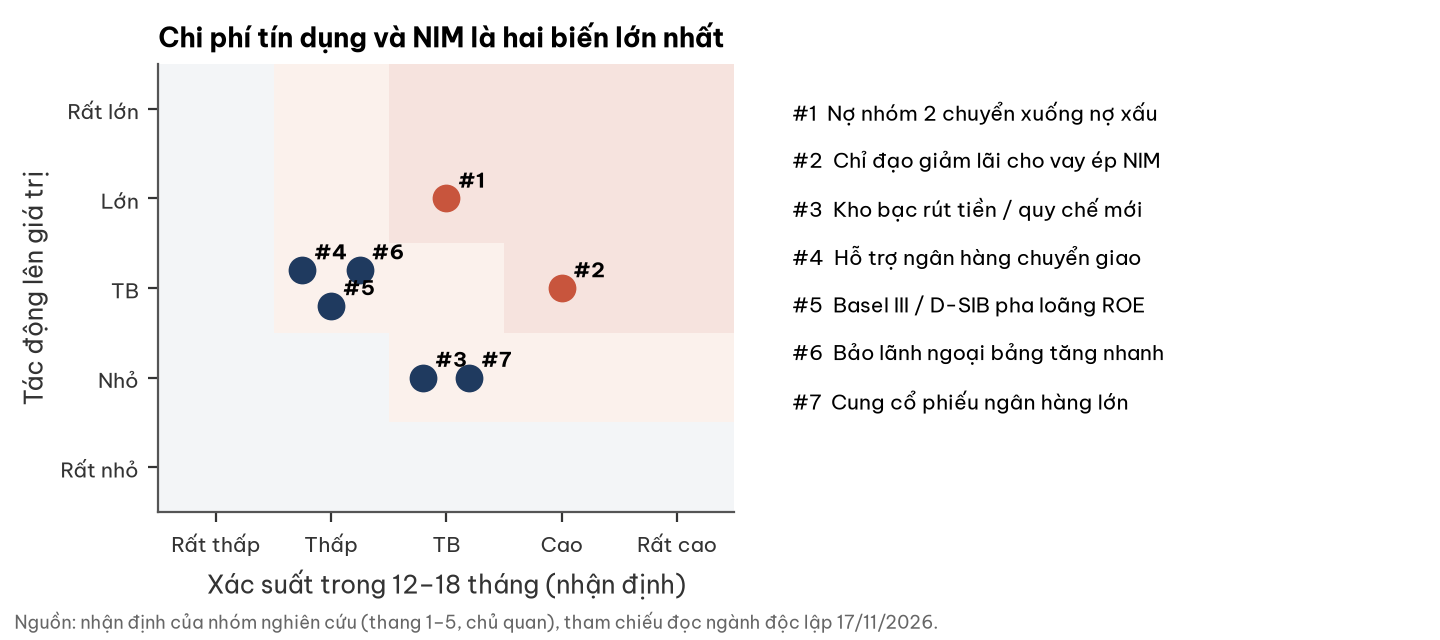 Chi phí tín dụng và NIM là hai biến lớn nhất
Tác động lên giá trị
Rất lớn
Lớn
TB
Nhỏ
Rất nhỏ
#1
#4
#6
#2
#5
#3
#7
Rất thấp
Thấp
TB
Cao
Rất cao
Xác suất trong 12–18 tháng (nhận định)
#1 Nợ nhóm 2 chuyển xuống nợ xấu
#2 Chỉ đạo giảm lãi cho vay ép NIM
#3 Kho bạc rút tiền / quy chế mới
#4 Hỗ trợ ngân hàng chuyển giao
#5 Basel III / D-SIB pha loãng ROE
#6 Bảo lãnh ngoại bảng tăng nhanh
#7 Cung cổ phiếu ngân hàng lớn
Nguồn: nhận định của nhóm nghiên cứu (thang 1–5, chủ quan), tham chiếu đọc ngành độc lập 17/11/2026.